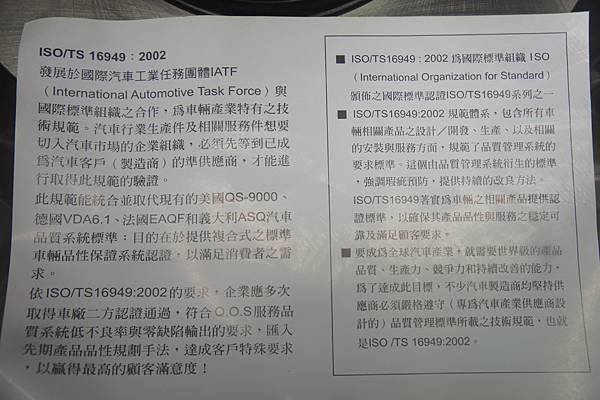 ISO/TS 16949：2002
發展於國際汽車工業任務團體IATF
（International Automotive Task Force）與
國際標準組織之合作，爲車輛產業特有之技
術規範。汽車行業生產件及相關服務件想要
切入汽車市場的企業組織，必須先等到已成
爲汽車客戶（製造商）的準供應商，才能進
行取得此規範的驗證。
此規範能統合並取代現有的美國QS-9000、
德國VDA6.1、法國EAQF和義大利ASQ汽車
品質系統標準：目的在於提供複合式之標準
車輛品性保證系統認證，以滿足消費者之需
求。
依ISO/TS16949:2002的要求，企業應多次
取得車廠二方認證通過，符合Q.O.S服務品
質系統低不良率與零缺陷輸出的要求，匯入
先期產品品性規劃手法，達成客戶特殊要求
，以贏得最高的顧客滿意度！
■ ISO/TS16949：2002 爲國際標準組織 ISO
（International Organization for Standard）
頒佈之國際標準認證ISO/TS16949系列之一
■ ISO/TS16949:2002 規範體系，包含所有車
輛相關產品之設計／開發、生產、以及相關
的安裝與服務方面，規範了品質管理系統的
要求標準。這個由品質管理系統衍生的標準
，強調瑕疵預防，提供持續的改良方法。
ISO/TS16949著實爲車輛之相關產品提供認
證標準，以確保其產品品性與服務之穩定可
靠及滿足顧客要求。
■ 要成爲全球汽車產業，就需要世界級的產品
品質、生產力、競爭力和持續改善的能力，
爲了達成此目標，不少汽車製造商均堅持供
應商必須嚴格遵守（專爲汽車產業供應商設
計的）品質管理標準所載之技術規範，也就
是ISO /TS 16949:2002。